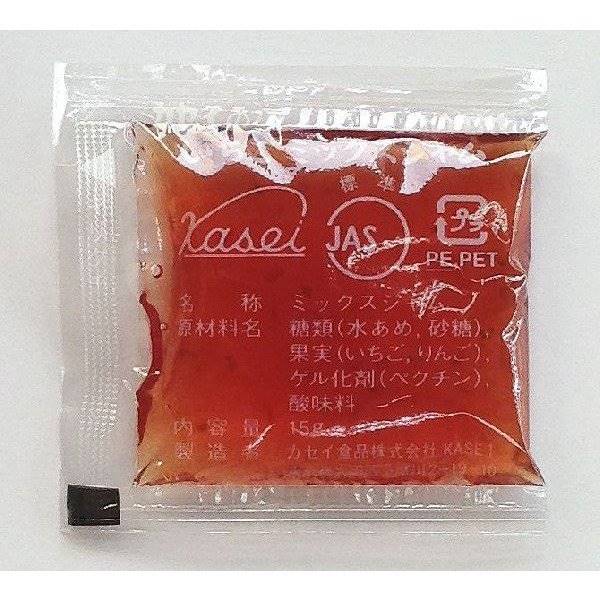 標準
Kasei
JAS
プラ
PE.PET
名称 ミックスジャム
原材料名 糖類(水あめ,砂糖),
果実(いちご,りんご),
ゲル化剤(ペクチン),
酸味料
内容量 15g
製造者 カセイ食品株式会社 KASEI